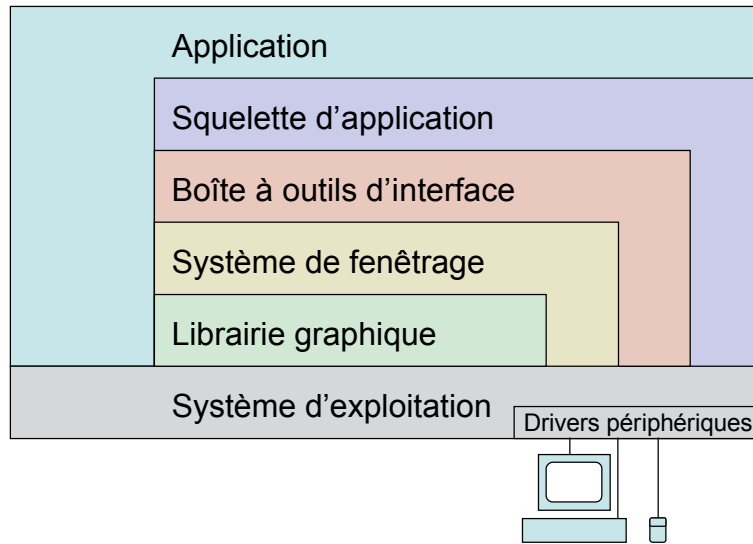 Application
Squelette d’application
Boîte à outils d’interface
Système de fenêtrage
Librairie graphique
Système d’exploitation
Drivers périphériques